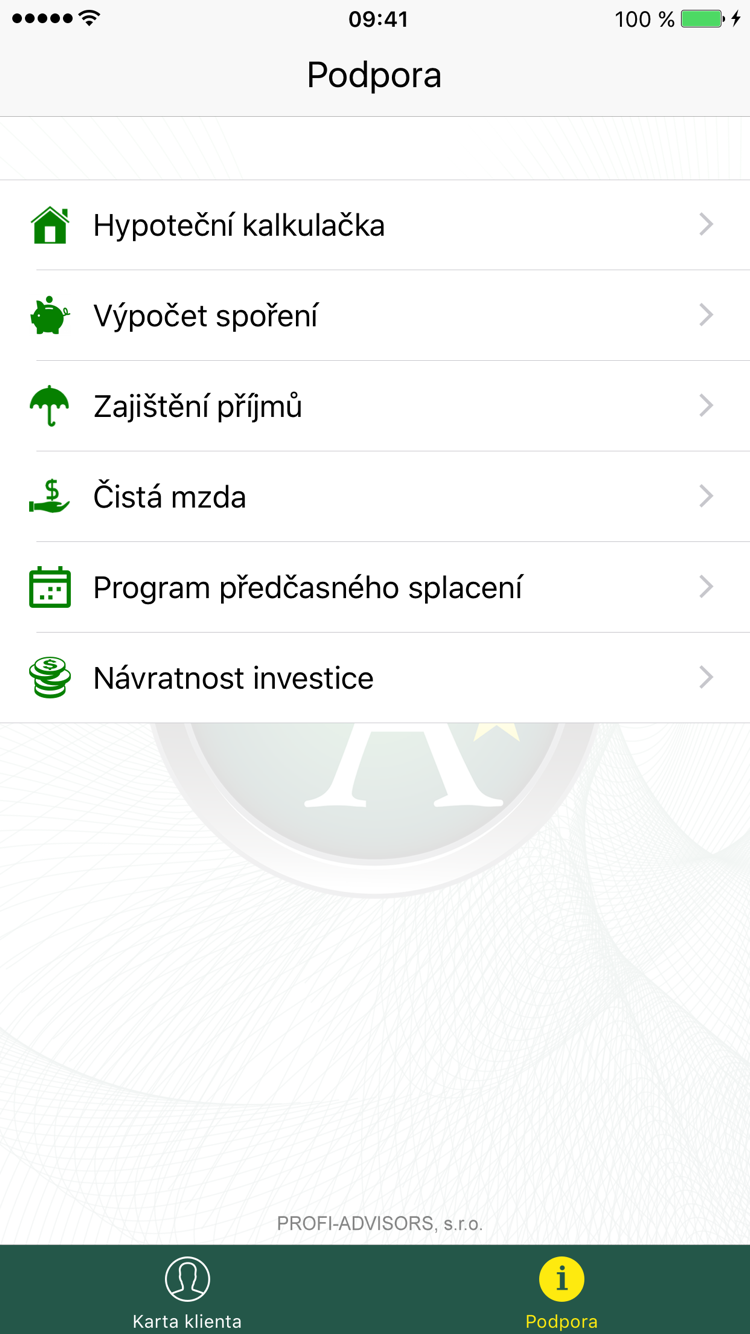 09:41
100 %
Podpora
Hypoteční kalkulačka
Výpočet spoření
Zajištění příjmů
Čistá mzda
Program předčasného splacení
Návratnost investice
A
PROFI-ADVISORS, s.r.o.
Karta klienta
Podpora